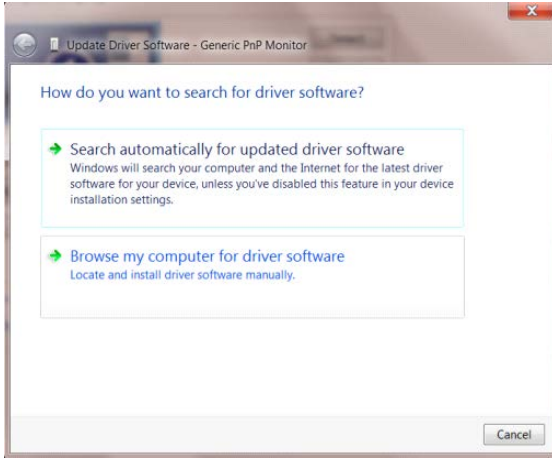 Update Driver Software - Generic PnP Monitor
How do you want to search for driver software?
Search automatically for updated driver software
Windows will search your computer and the Internet for the latest driver
software for your device, unless you've disabled this feature in your device
installation settings.
Browse my computer for driver software
Locate and install driver software manually.
Cancel